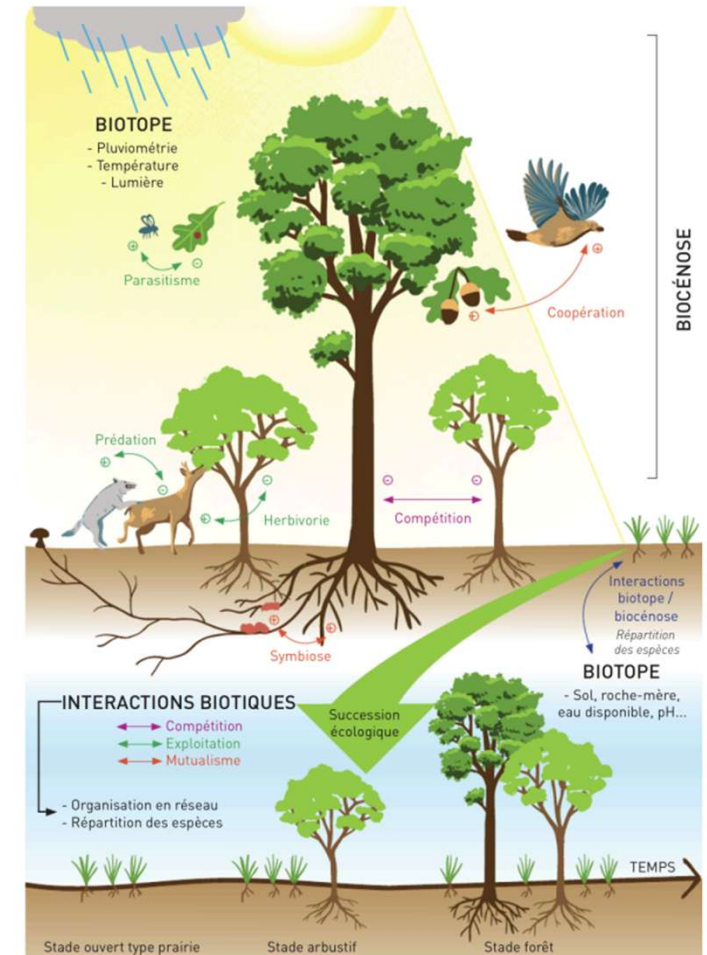 BIOTOPE
- Pluviométrie
- Température
- Lumière
Parasitisme
Coopération
BIOCÉNOSE
Prédation
Herbivorie
Compétition
Symbiose
Interactions
biotope /
biocénose
Répartition
des espèces
BIOTOPE
- Sol, roche-mère,
eau disponible, pH...
INTERACTIONS BIOTIQUES
Compétition
Exploitation
Mutualisme
- Organisation en réseau
- Répartition des espèces
Succession
écologique
TEMPS
Stade ouvert type prairie
Stade arbustif
Stade forêt